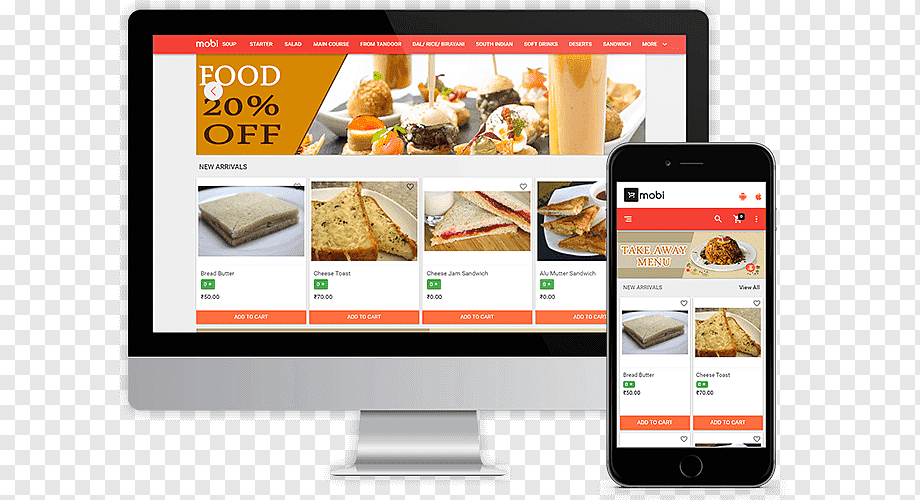 mobi SOUP STARTER SALAD MAIN COURSE FROM TANDOOR DAL/ RICE/ BIRAYANI SOUTH INDIAN SOFT DRINKS DESERTS SANDWICH MORE
FOOD
20%
OFF
NEW ARRIVALS
Bread Butter Cheese Toast Cheese Jam Sandwich Alu Mutter Sandwich
0 ★ 0 ★ 0 ★ 0 ★
₹50.00 ₹70.00 ₹0.00 ₹0.00
ADD TO CART ADD TO CART ADD TO CART ADD TO
mobi
0
TAKE AWAY
MENU
NEW ARRIVALS View All
Bread Butter Cheese Toast
0 ★ 0 ★
₹50.00 ₹70.00
ADD TO CART ADD TO CART